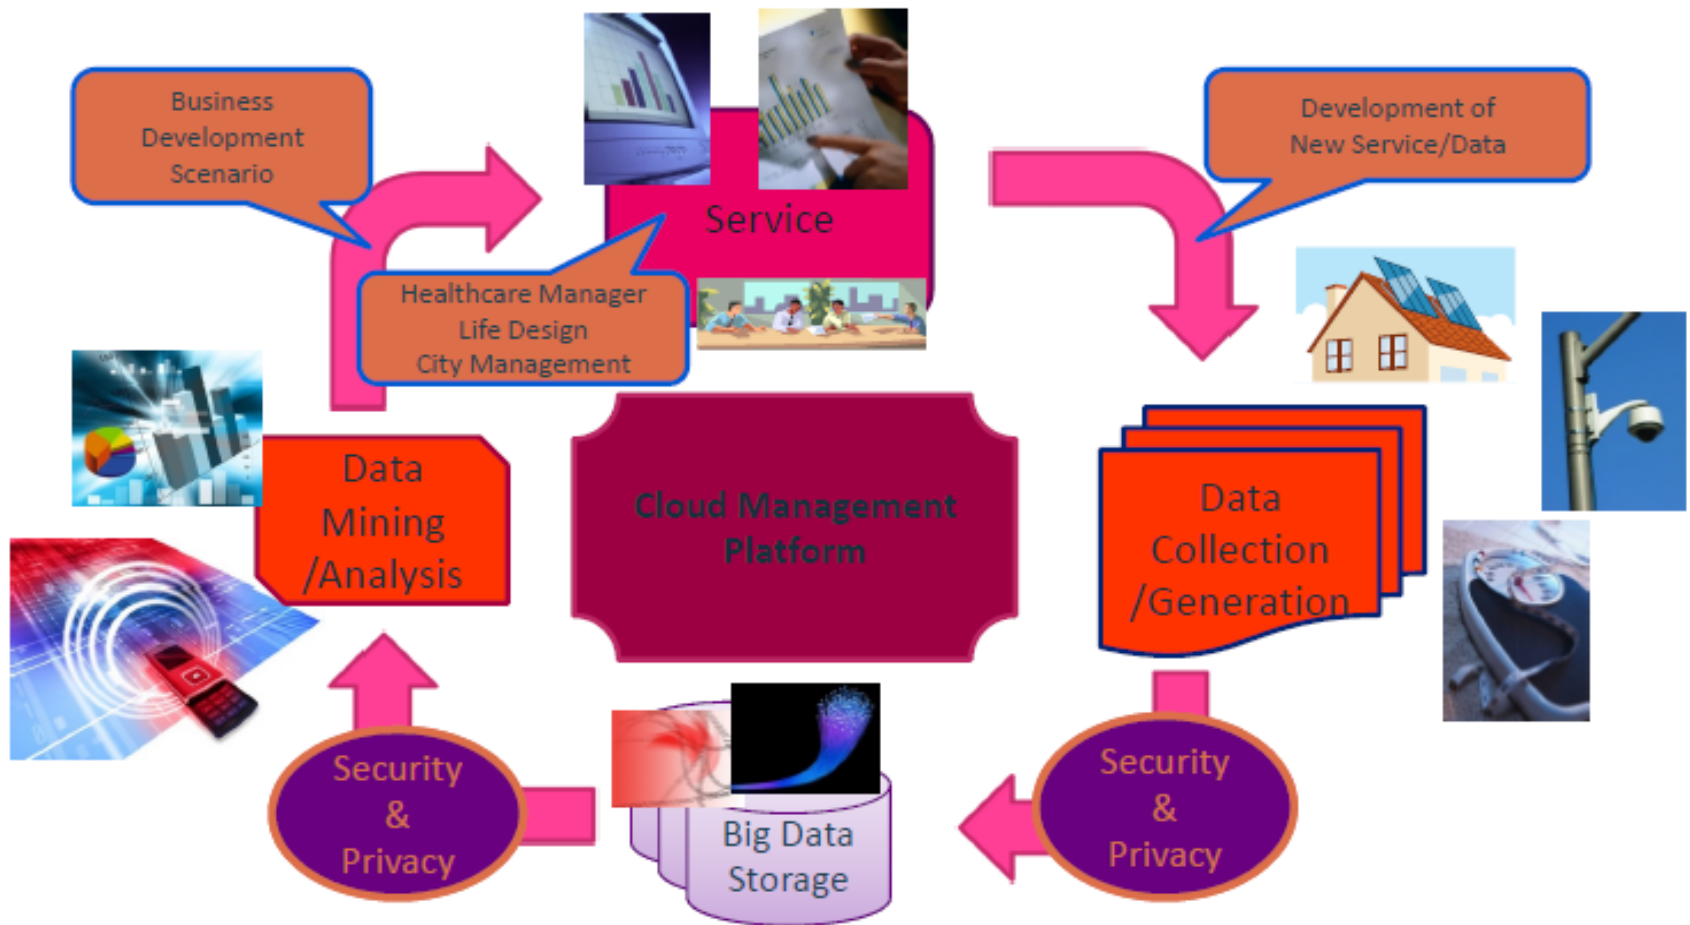 Business
Development
Scenario
Development of
New Service/Data
Service
Healthcare Manager
Life Design
City Management
Data
Mining
/Analysis
Cloud Management
Platform
Data
Collection
/Generation
Security
&
Privacy
Big Data
Storage
Security
&
Privacy